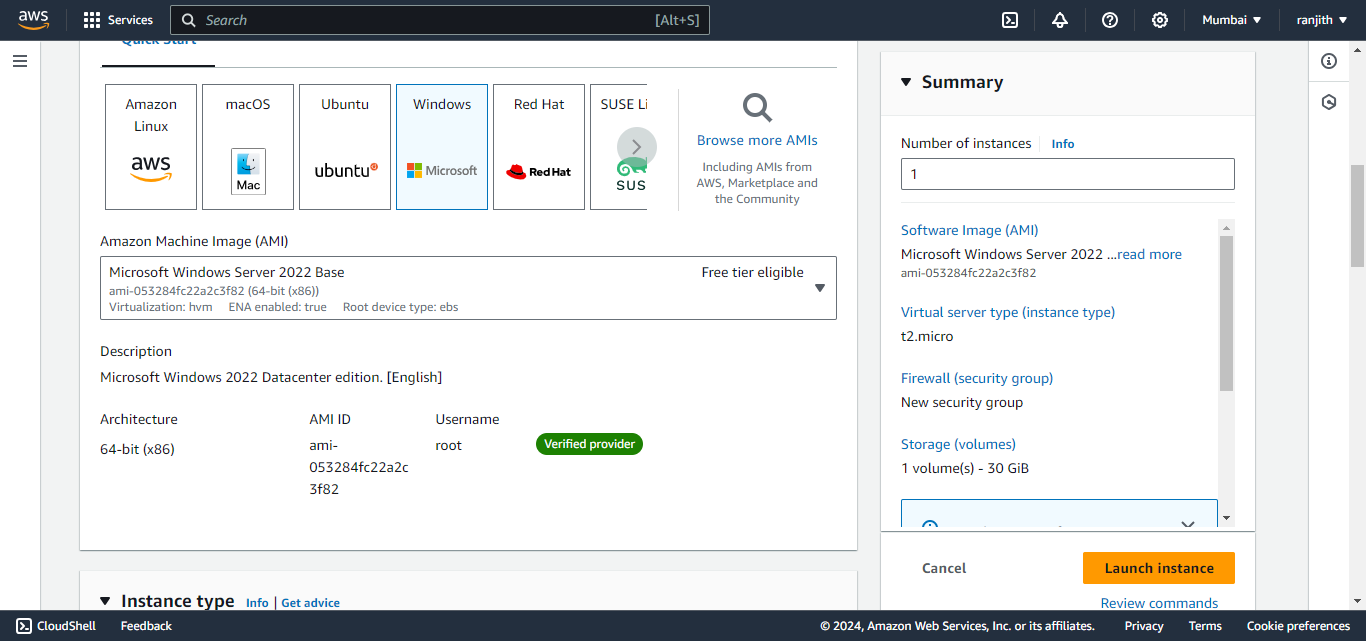 aws
Services
Search
[Alt+S]
Mumbai
ranjith
Quick Start
Amazon
Linux
aws
macOS
Mac
Ubuntu
ubuntu
Windows
Microsoft
Red Hat
Red Hat
SUSE Li
SUS
Browse more AMIs
Including AMIs from
AWS, Marketplace and
the Community
Amazon Machine Image (AMI)
Microsoft Windows Server 2022 Base
Free tier eligible
ami-053284fc22a2c3f82 (64-bit (x86))
Virtualization: hvm ENA enabled: true Root device type: ebs
Description
Microsoft Windows 2022 Datacenter edition. [English]
Architecture
64-bit (x86)
AMI ID
ami-
053284fc22a2c
3f82
Username
root
Verified provider
Instance type Info | Get advice
Summary
Number of instances Info
1
Software Image (AMI)
Microsoft Windows Server 2022 ...read more
ami-053284fc22a2c3f82
Virtual server type (instance type)
t2.micro
Firewall (security group)
New security group
Storage (volumes)
1 volume(s) - 30 GiB
Cancel
Launch instance
Review commands
CloudShell
Feedback
© 2024, Amazon Web Services, Inc. or its affiliates.
Privacy
Terms
Cookie preferences